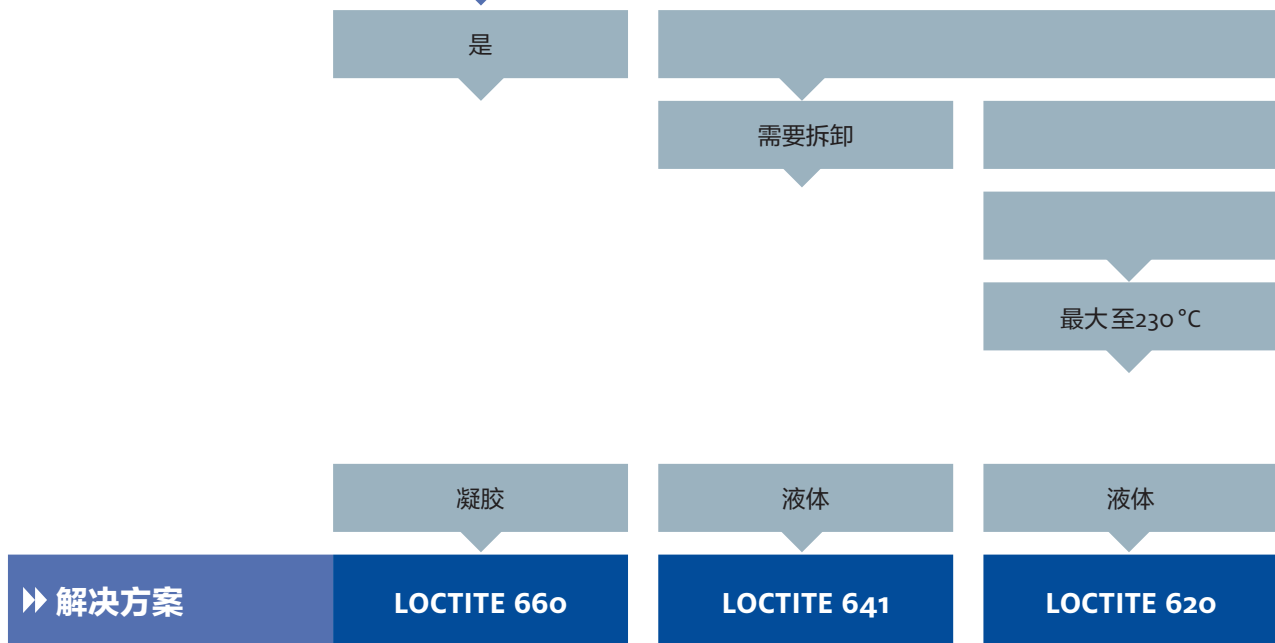 是
需要拆卸
最大至230 °C
凝胶
液体
液体
解决方案
LOCTITE 660
LOCTITE 641
LOCTITE 620